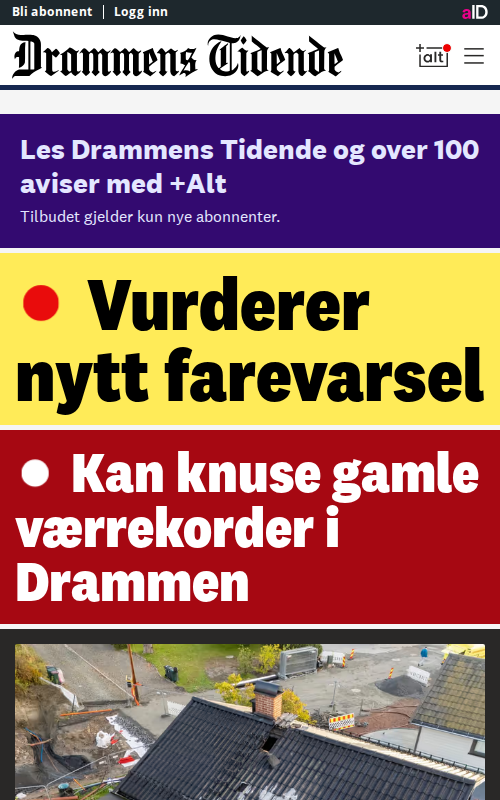 Bli abonnent | Logg inn
aID
Drammens Tidende
+alt
Les Drammens Tidende og over 100
aviser med +Alt
Tilbudet gjelder kun nye abonnenter.
Vurderer
nytt farevarsel
Kan knuse gamle
værrekorder i
Drammen